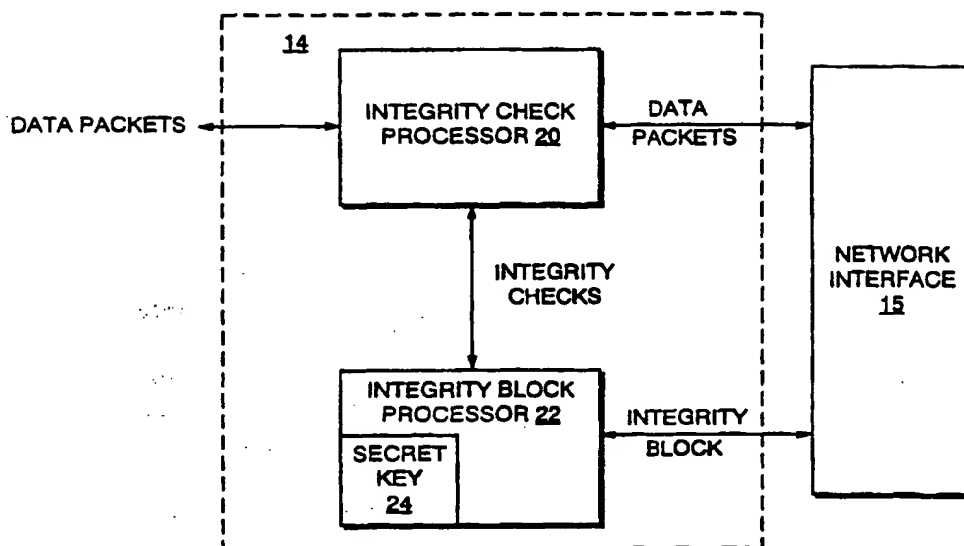 14
DATA PACKETS
INTEGRITY CHECK
PROCESSOR 20
DATA
PACKETS
INTEGRITY
CHECKS
NETWORK
INTERFACE
15
INTEGRITY BLOCK
PROCESSOR 22
SECRET
KEY
24
INTEGRITY
BLOCK